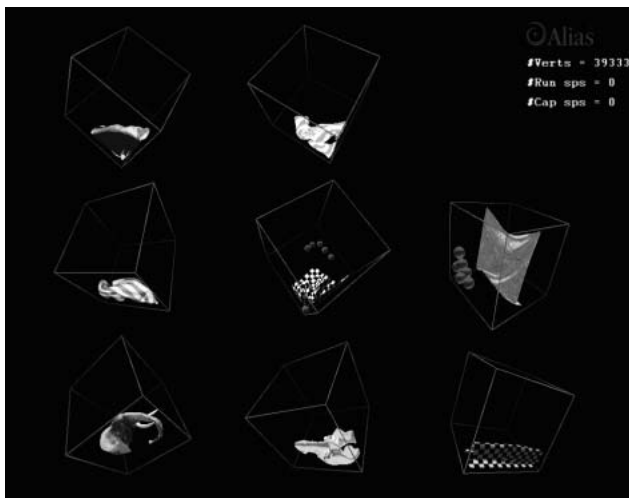 Alias
#Verts = 39333
#Run sps = 0
#Cap sps = 0